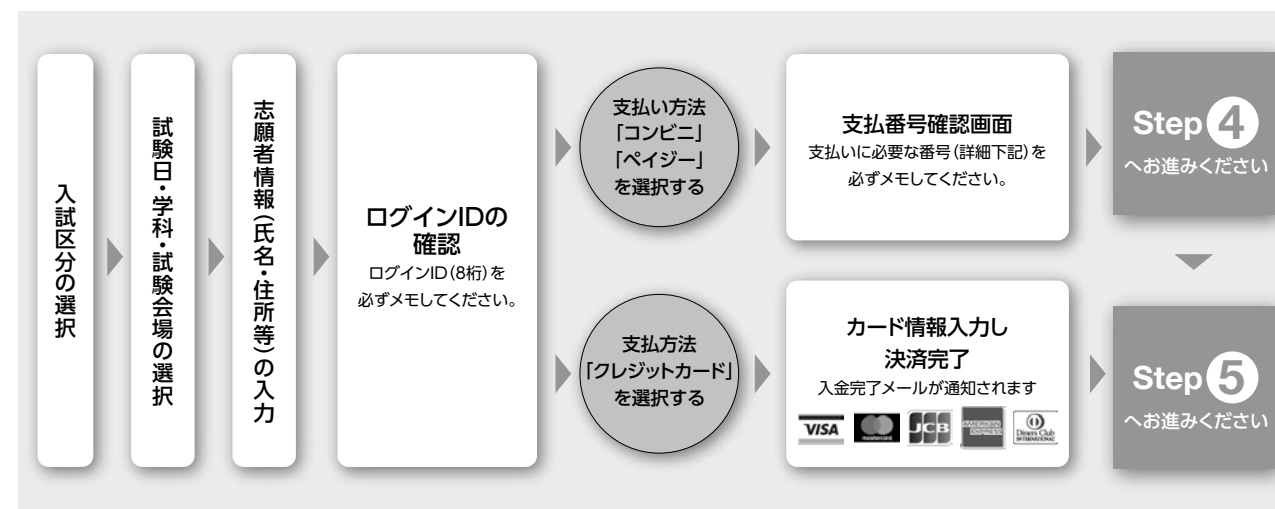 入試区分の選択
試験日・学科・試験会場の選択
志願者情報(氏名・住所等)の入力
ログインIDの
確認
ログインID(8桁)を
必ずメモしてください。
支払い方法
「コンビニ」
「ペイジー」
を選択する
支払番号確認画面
支払いに必要な番号(詳細下記)を
必ずメモしてください。
Step 4
へお進みください
支払方法
「クレジットカード」
を選択する
カード情報入力し
決済完了
入金完了メールが通知されます
VISA
mastercard
JCB
AMERICAN
EXPRESS
Diners Club
INTERNATIONAL
Step 5
へお進みください